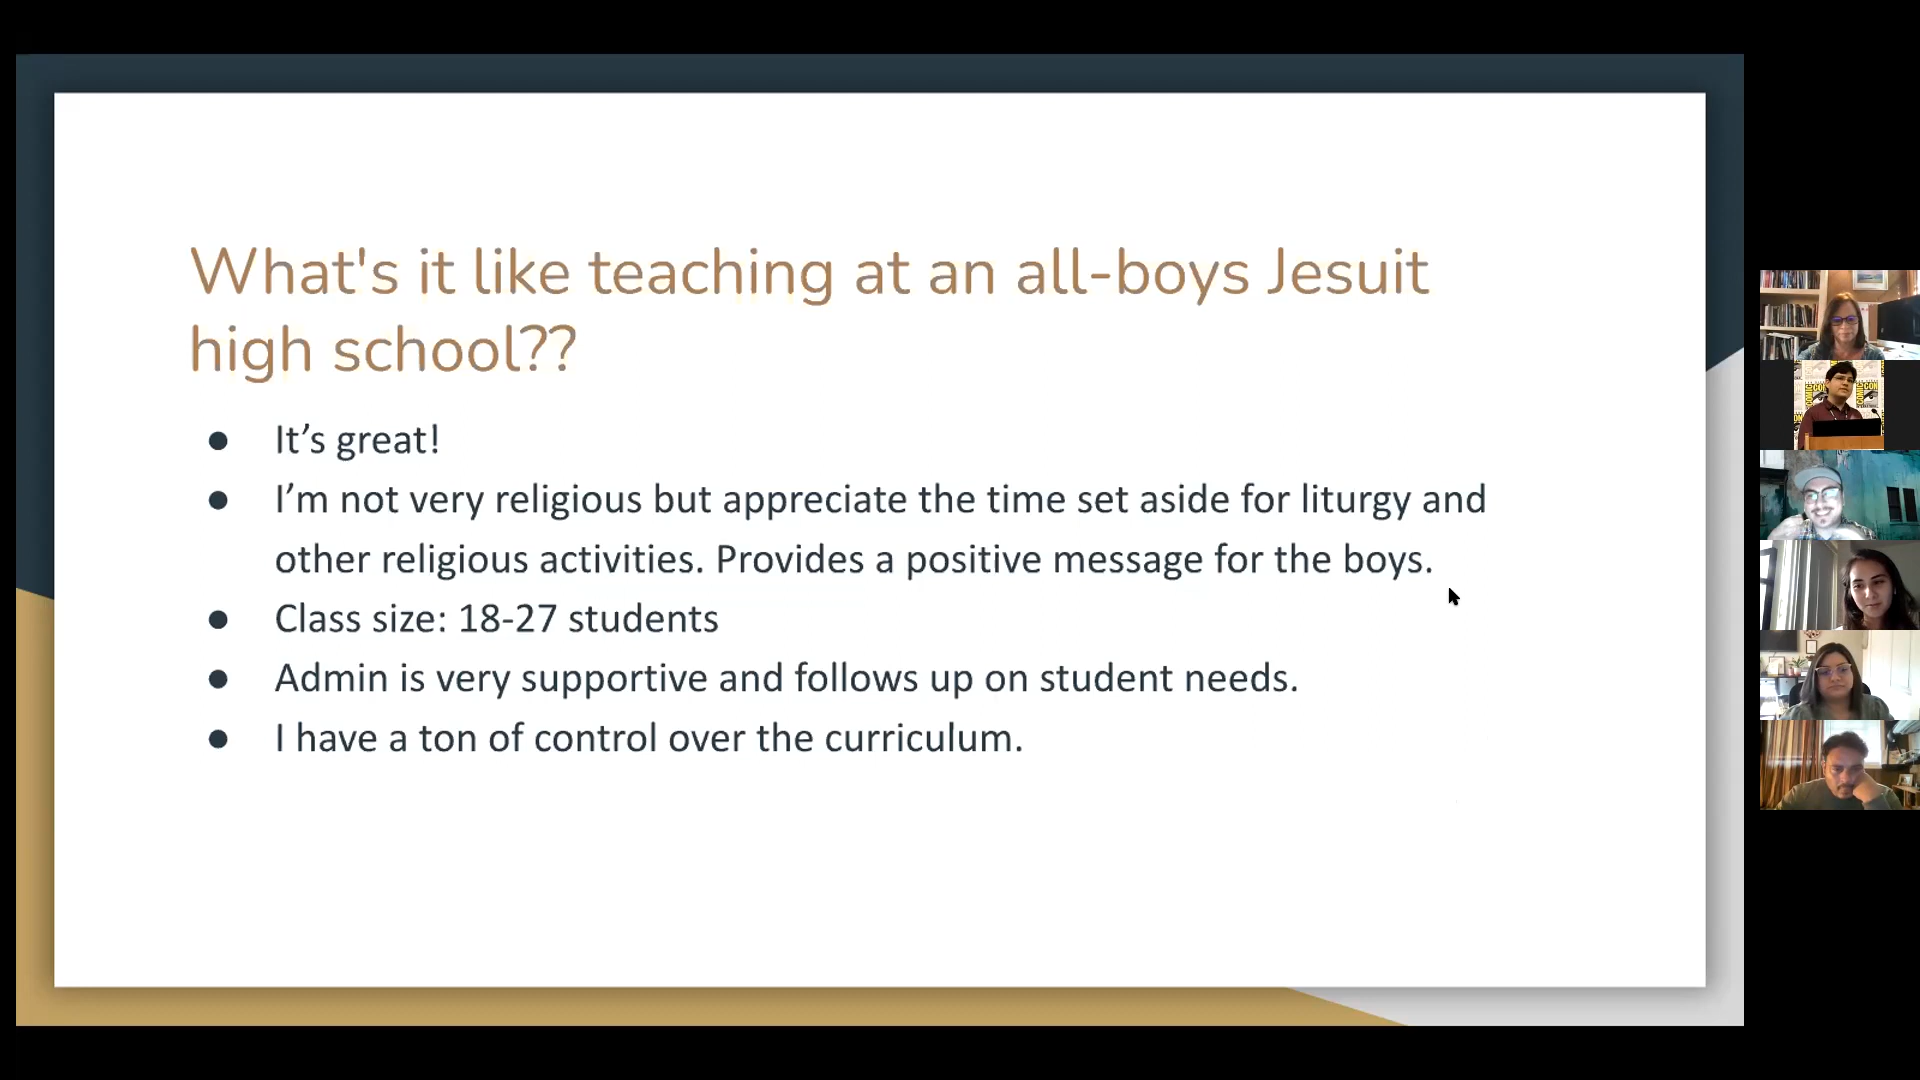 What's it like teaching at an all-boys Jesuit
high school??
● It’s great!
● I’m not very religious but appreciate the time set aside for liturgy and
other religious activities. Provides a positive message for the boys.
● Class size: 18-27 students
● Admin is very supportive and follows up on student needs.
● I have a ton of control over the curriculum.
COMIC CON